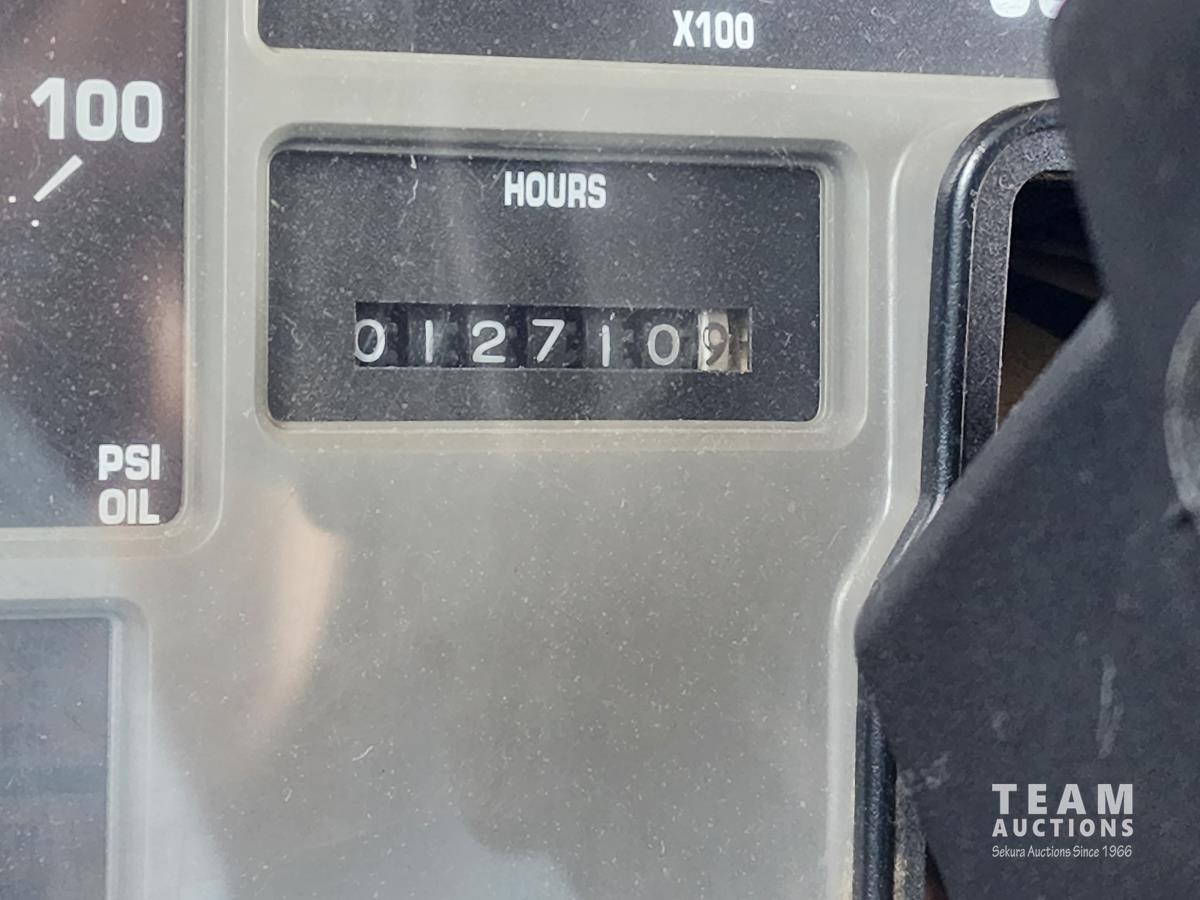 X100
100
HOURS
0127109
PSI
OIL
TEAM
AUCTIONS
Sekura Auctions Since 1966